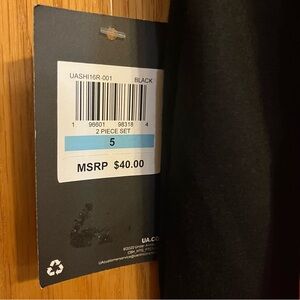 UASHI16R-001 BLACK
1 96601 98318 4
2 PIECE SET
5
MSRP $40.00
UA.CO